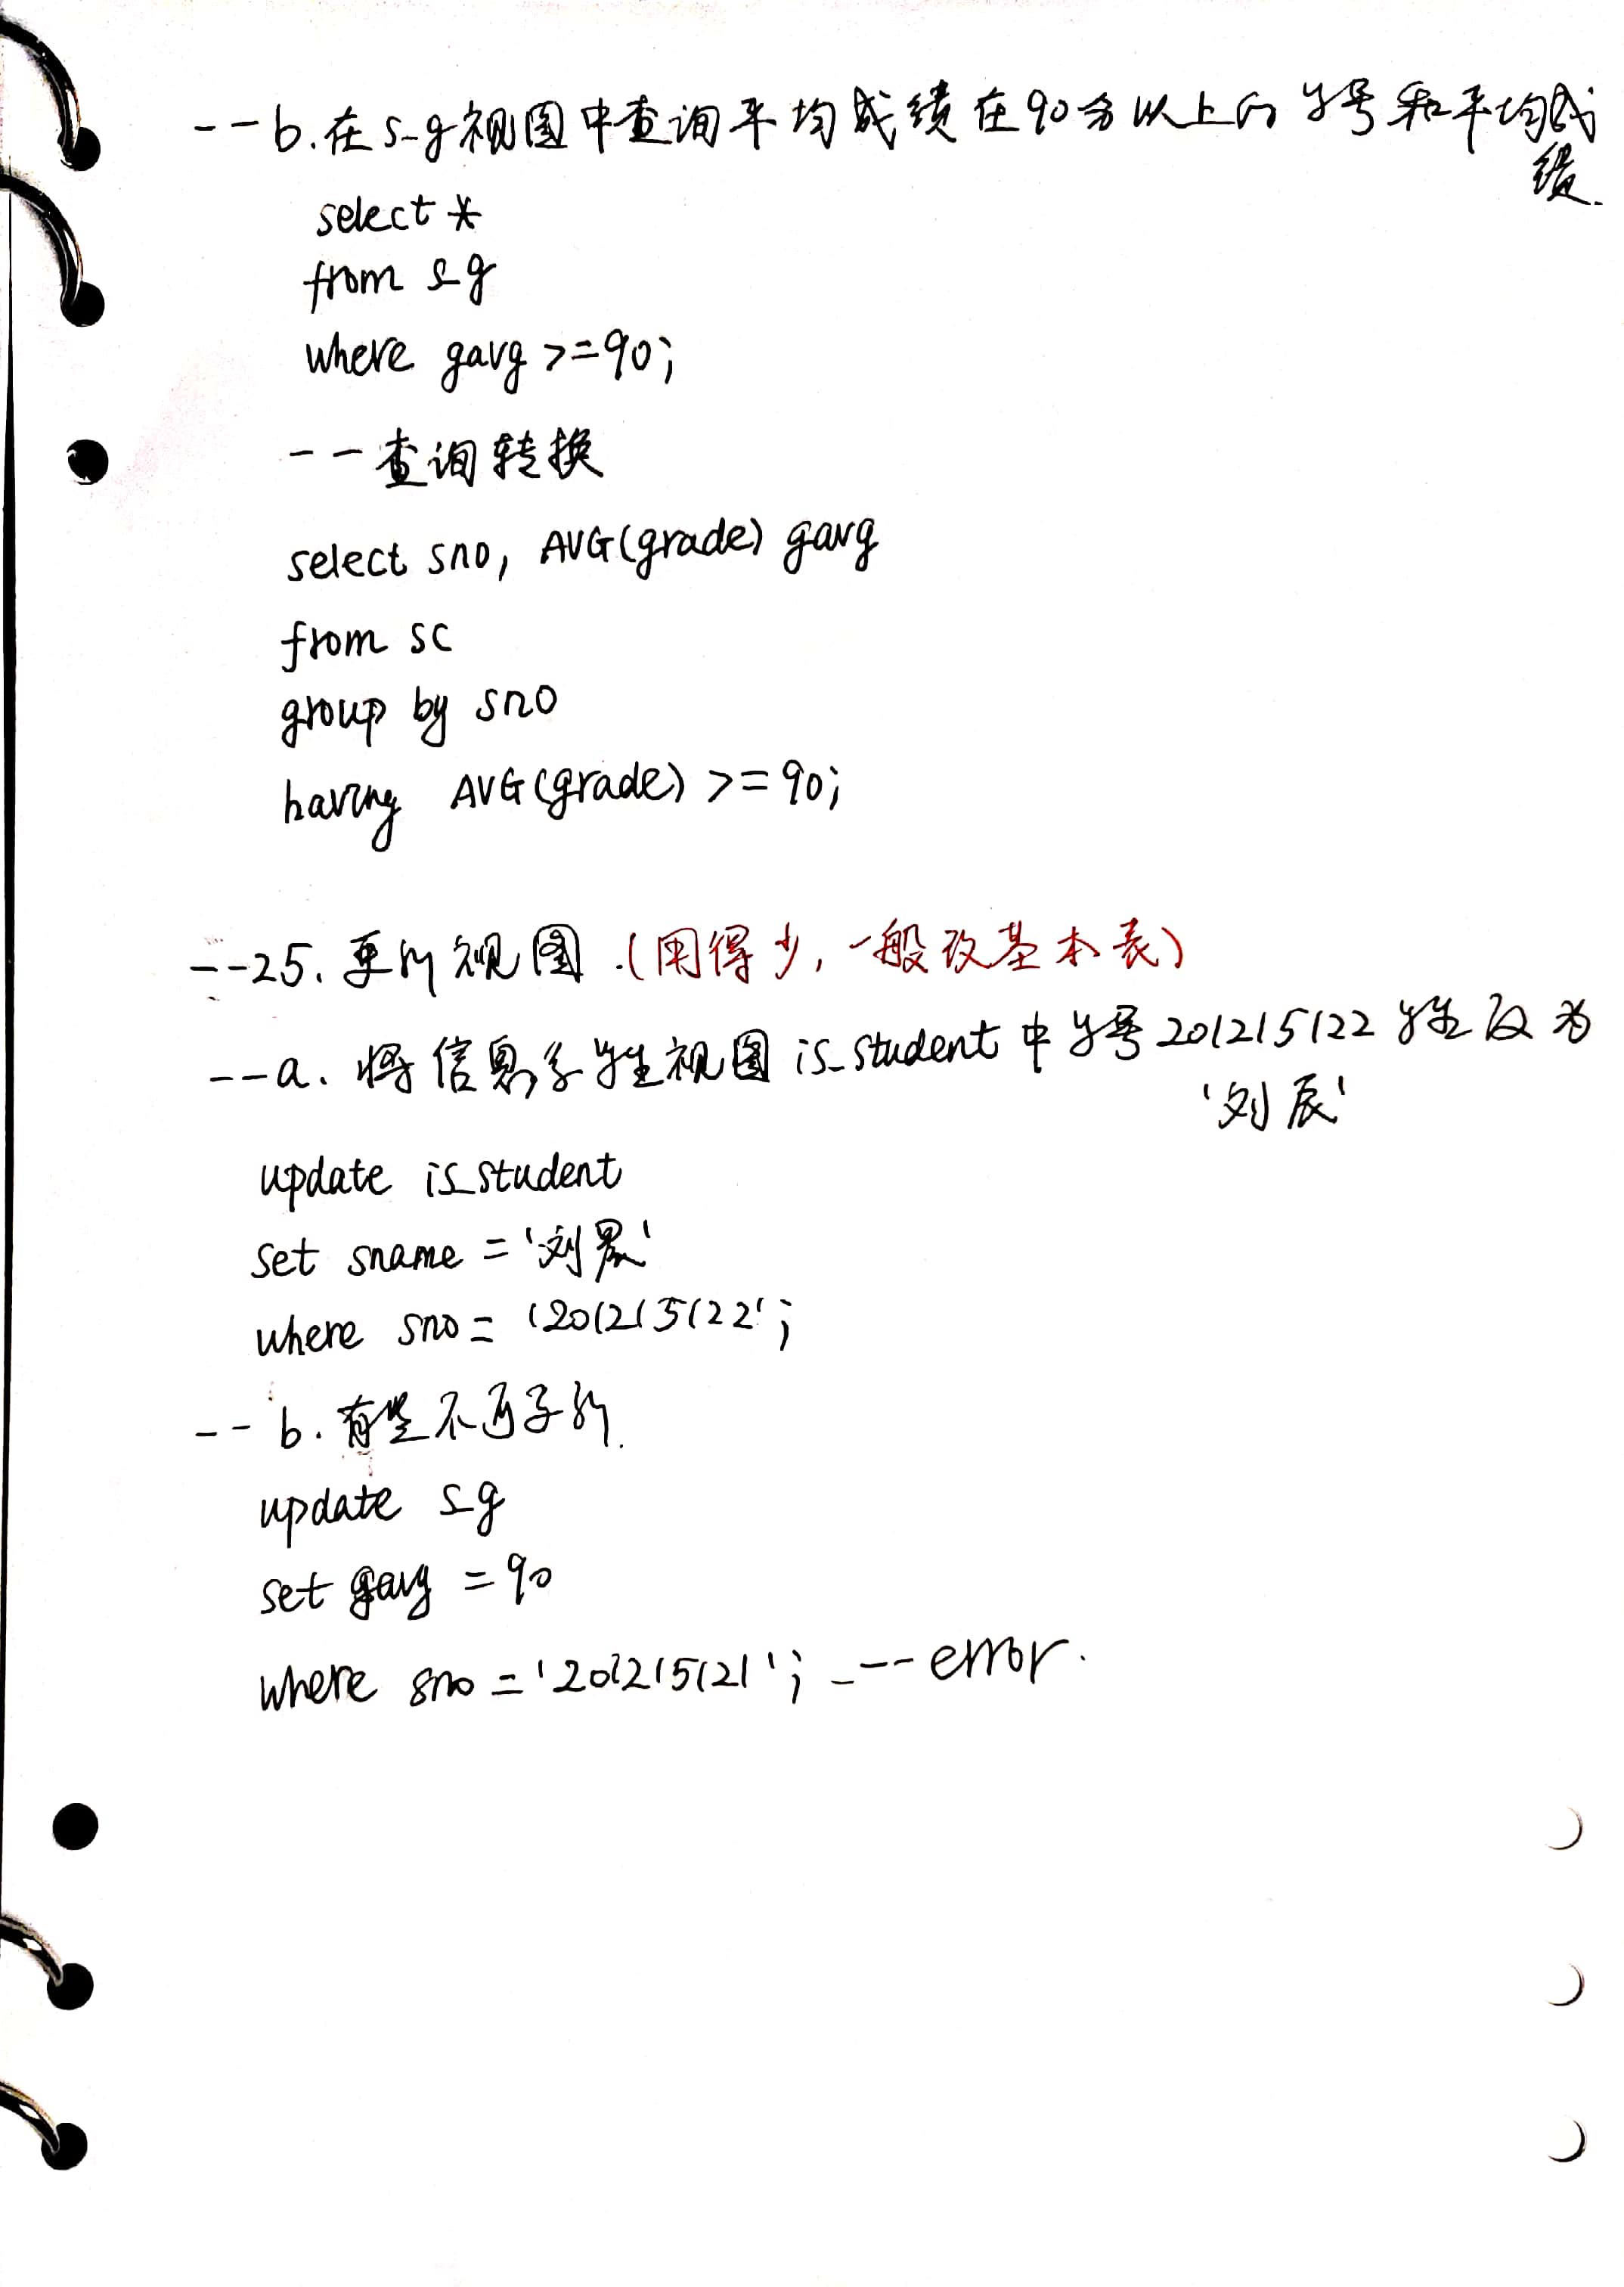 --b.在s_g视图中查询平均成绩在90分以上的学号和平均成
绩.
select *
from s_g
where gavg >=90;
--查询转换
select sno, AVG(grade) gavg
from sc
group by sno
having AVG(grade) >=90;
--25. 更新视图.(用得少,一般改基本表)
--a. 将信息系学生视图is_student中学号201215122学生改为
'刘辰'
update is_student
set sname ='刘晨'
where sno= '201215122';
--b.有些不可更新.
update s_g
set gavg =90
where sno ='201215121'; --error.